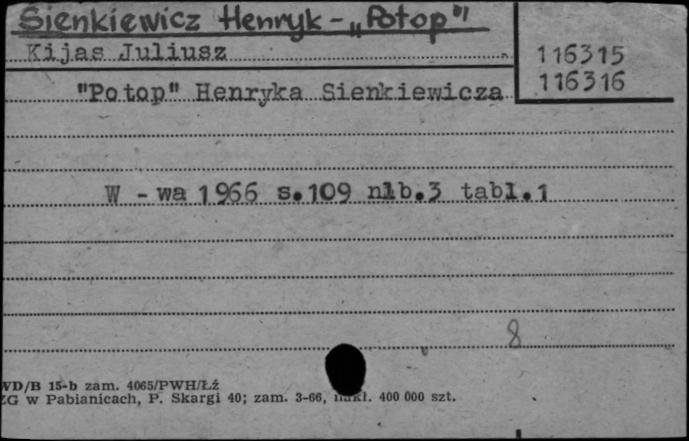 Sienkiewicz Henryk - „Potop"
Kijas Juliusz
116315
116316
"Potop" Henryka Sienkiewicza
W - wa 1966 s.109 nlb.3 tabl.1
8
WD/B 15-b zam. 4065/PWH/Łź
ZG w Pabianicach, P. Skargi 40; zam. 3-66, nakł. 400 000 szt.